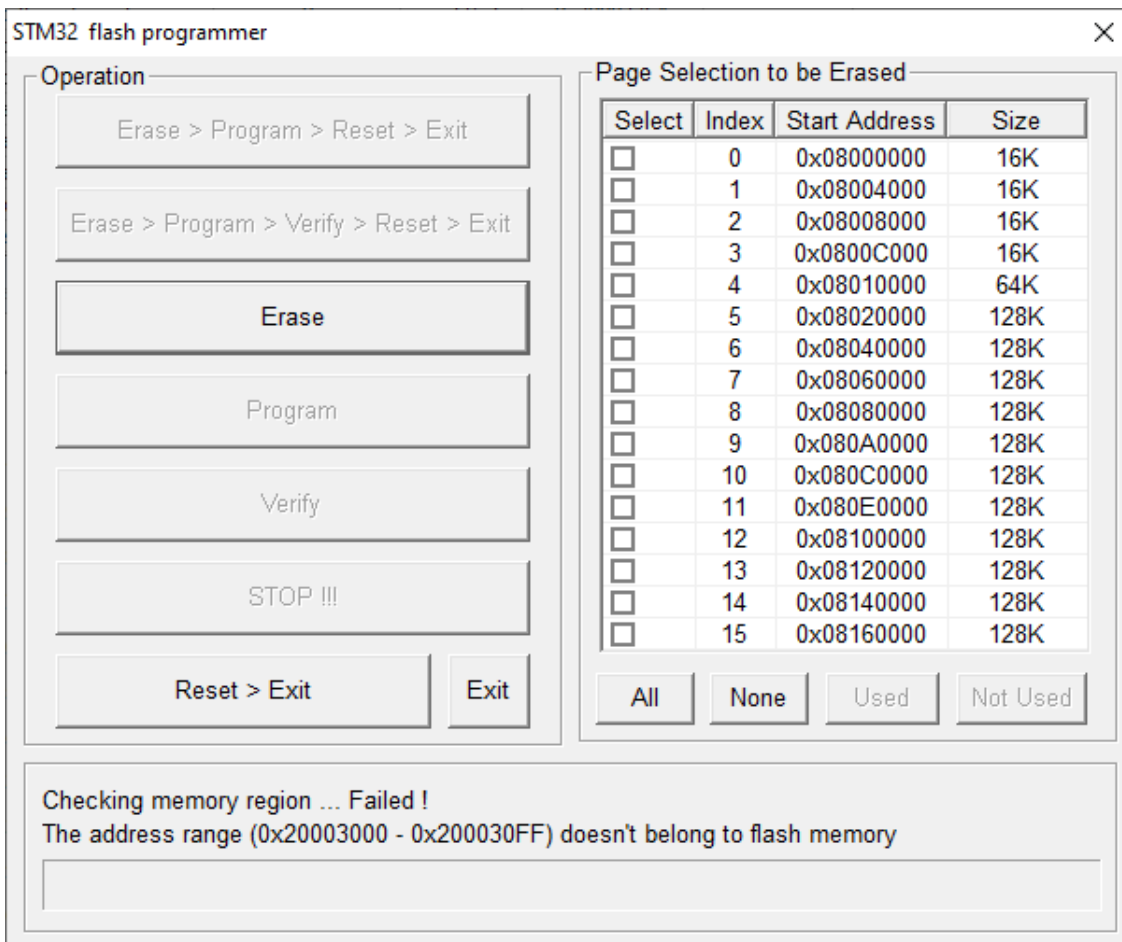 STM32 flash programmer
Operation
Erase > Program > Reset > Exit
Erase > Program > Verify > Reset > Exit
Erase
Program
Verify
STOP !!!
Reset > Exit
Exit
Page Selection to be Erased
Select Index Start Address Size
0 0x08000000 16K
1 0x08004000 16K
2 0x08008000 16K
3 0x0800C000 16K
4 0x08010000 64K
5 0x08020000 128K
6 0x08040000 128K
7 0x08060000 128K
8 0x08080000 128K
9 0x080A0000 128K
10 0x080C0000 128K
11 0x080E0000 128K
12 0x08100000 128K
13 0x08120000 128K
14 0x08140000 128K
15 0x08160000 128K
All None Used Not Used
Checking memory region ... Failed !
The address range (0x20003000 - 0x200030FF) doesn't belong to flash memory